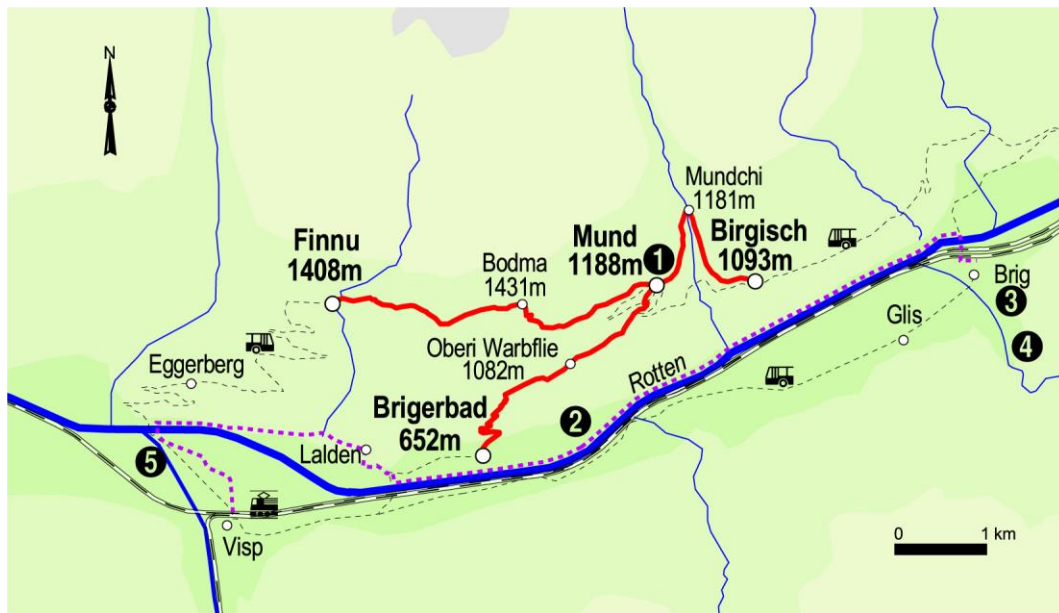 N
Mundchi
1181m
Finnu
1408m
Mund
1188m
1
Birgisch
1093m
Bodma
1431m
Brig
3
Glis
4
Eggerberg
Oberi Warbflie
1082m
Rotten
Brigerbad
652m
2
Lalden
5
Visp
0 1 km